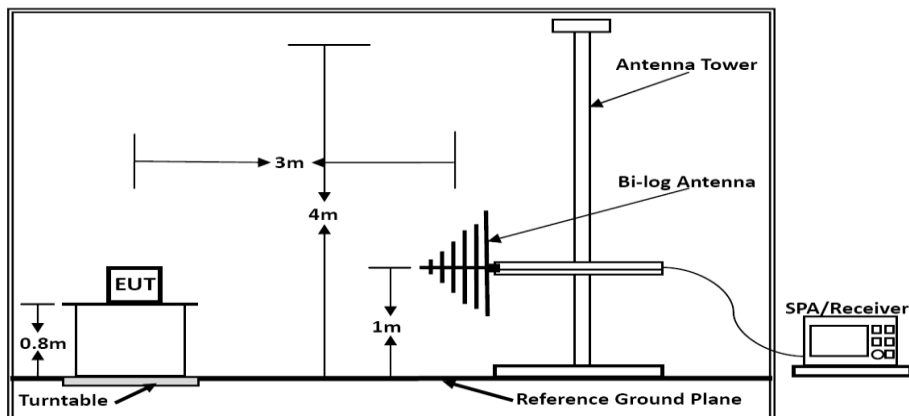 Antenna Tower
3m
Bi-log Antenna
4m
EUT
SPA/Receiver
0.8m
1m
Turntable
Reference Ground Plane